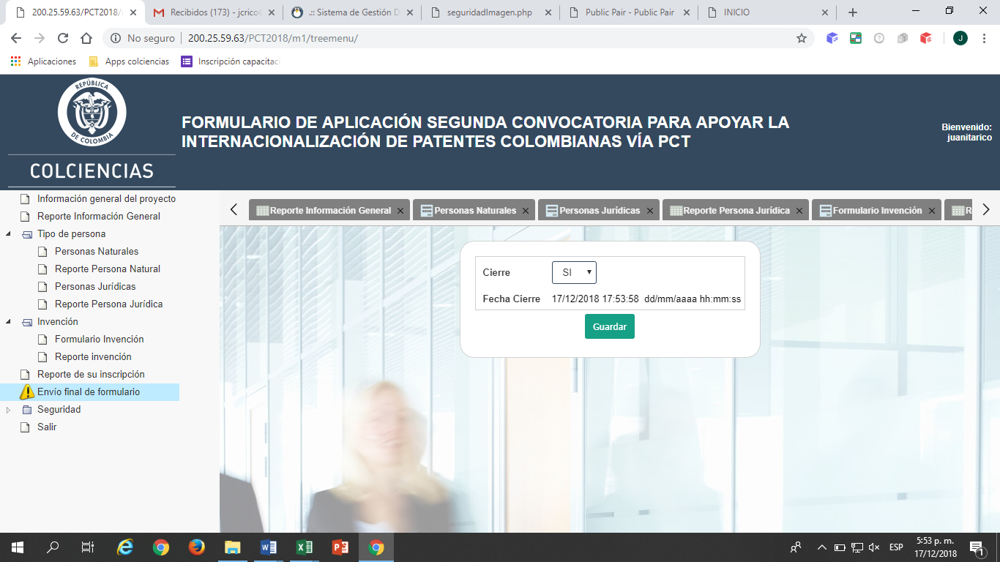 200.25.59.63/PCT2018/
Recibidos (173) - jcrico
.:: Sistema de Gestión D
seguridadImagen.php
Public Pair - Public Pair
INICIO
No seguro
200.25.59.63/PCT2018/m1/treemenu/
J
Aplicaciones
Apps colciencias
Inscripción capacitaci
REPÚBLICA
DE COLOMBIA
COLCIENCIAS
FORMULARIO DE APLICACIÓN SEGUNDA CONVOCATORIA PARA APOYAR LA
INTERNACIONALIZACIÓN DE PATENTES COLOMBIANAS VÍA PCT
Bienvenido:
juanitarico
Información general del proyecto
Reporte Información General
Tipo de persona
Personas Naturales
Reporte Persona Natural
Personas Jurídicas
Reporte Persona Jurídica
Invención
Formulario Invención
Reporte invención
Reporte de su inscripción
Envío final de formulario
Seguridad
Salir
Reporte Información General
Personas Naturales
Personas Jurídicas
Reporte Persona Jurídica
Formulario Invención
Cierre
SI
Fecha Cierre
17/12/2018 17:53:58 dd/mm/aaaa hh:mm:ss
Guardar
ESP
5:53 p. m.
17/12/2018
1